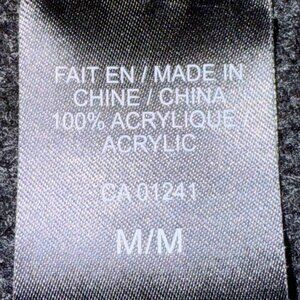 FAIT EN / MADE IN
CHINE / CHINA
100% ACRYLIQUE /
ACRYLIC
CA 01241
M/M